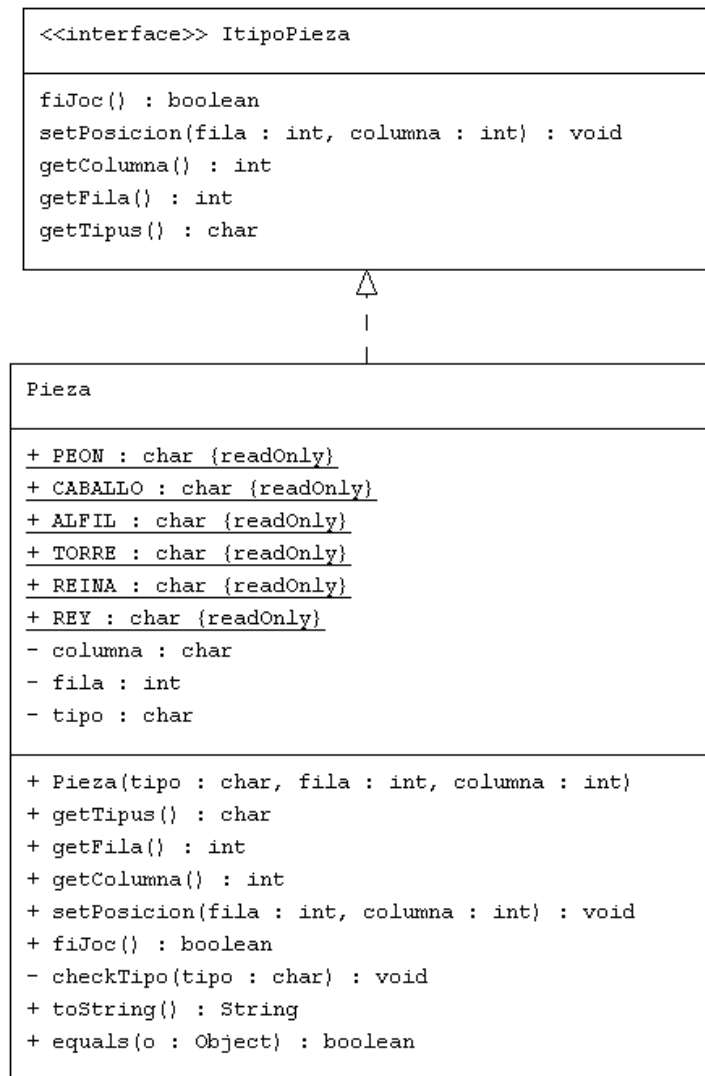 <<interface>> ItipoPieza
fiJoc() : boolean
setPosicion(fila : int, columna : int) : void
getColumna() : int
getFila() : int
getTipus() : char
Pieza
+ PEON : char {readOnly}
+ CABALLO : char {readOnly}
+ ALFIL : char {readOnly}
+ TORRE : char {readOnly}
+ REINA : char {readOnly}
+ REY : char {readOnly}
- columna : char
- fila : int
- tipo : char
+ Pieza(tipo : char, fila : int, columna : int)
+ getTipus() : char
+ getFila() : int
+ getColumna() : int
+ setPosicion(fila : int, columna : int) : void
+ fiJoc() : boolean
- checkTipo(tipo : char) : void
+ toString() : String
+ equals(o : Object) : boolean